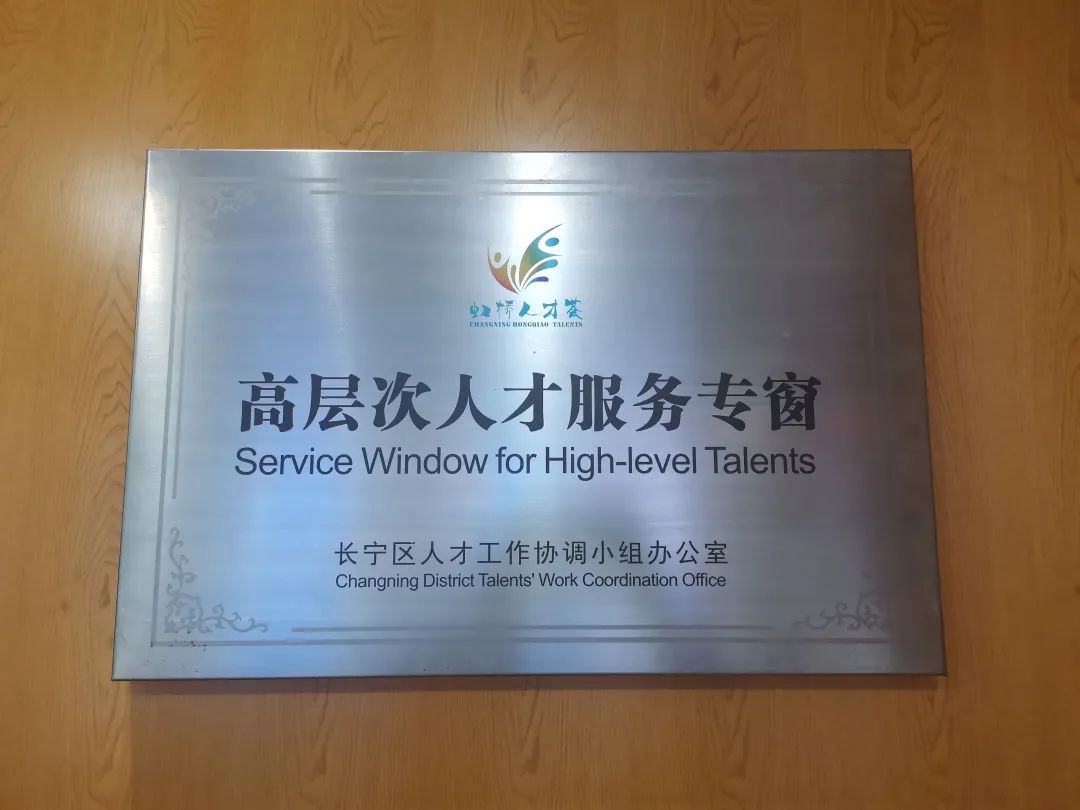 虹桥人才荟
CHANGNING HONGQIAO TALENTS
高层次人才服务专窗
Service Window for High-level Talents
长宁区人才工作协调小组办公室
Changning District Talents' Work Coordination Office